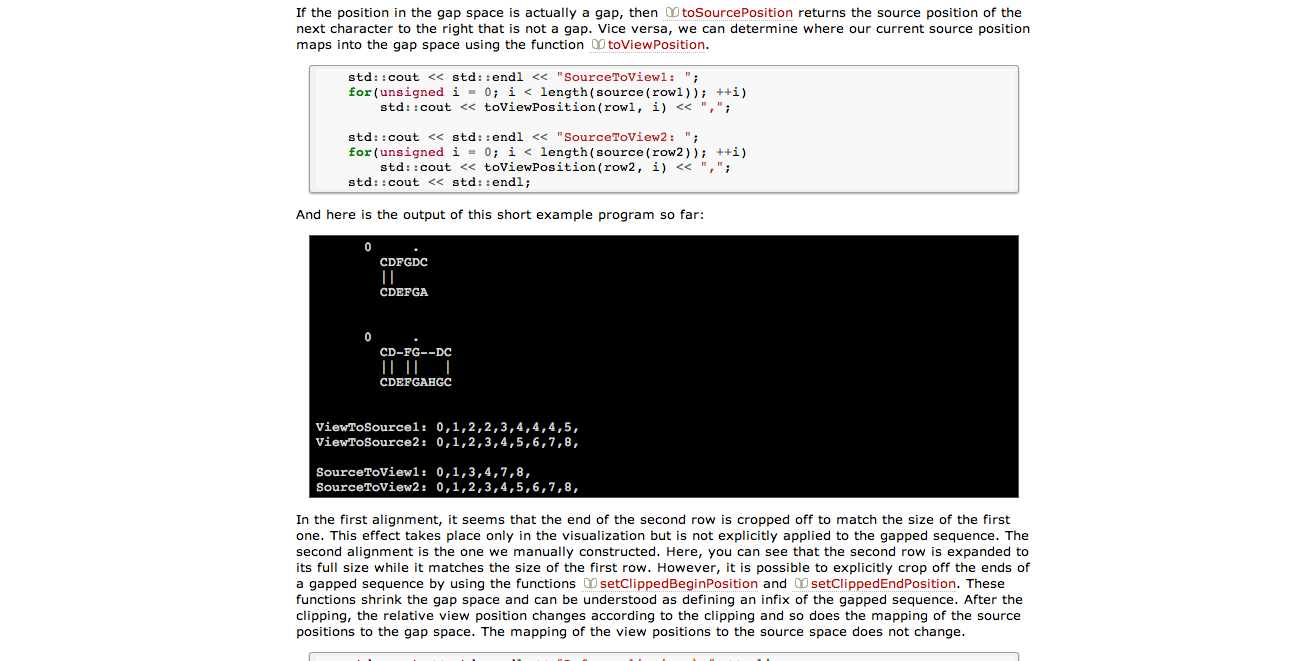 If the position in the gap space is actually a gap, then toSourcePosition returns the source position of the
next character to the right that is not a gap. Vice versa, we can determine where our current source position
maps into the gap space using the function toViewPosition.
std::cout << std::endl << "SourceToView1: ";
for(unsigned i = 0; i < length(source(row1)); ++i)
std::cout << toViewPosition(row1, i) << ",";
std::cout << std::endl << "SourceToView2: ";
for(unsigned i = 0; i < length(source(row2)); ++i)
std::cout << toViewPosition(row2, i) << ",";
std::cout << std::endl;
And here is the output of this short example program so far:
0     .
CDFGDC
||
CDEFGA
0     .
CD-FG--DC
|| ||   |
CDEFGAHGC
ViewToSource1: 0,1,2,2,3,4,4,4,5,
ViewToSource2: 0,1,2,3,4,5,6,7,8,
SourceToView1: 0,1,3,4,7,8,
SourceToView2: 0,1,2,3,4,5,6,7,8,
In the first alignment, it seems that the end of the second row is cropped off to match the size of the first
one. This effect takes place only in the visualization but is not explicitly applied to the gapped sequence. The
second alignment is the one we manually constructed. Here, you can see that the second row is expanded to
its full size while it matches the size of the first row. However, it is possible to explicitly crop off the ends of
a gapped sequence by using the functions setClippedBeginPosition and setClippedEndPosition. These
functions shrink the gap space and can be understood as defining an infix of the gapped sequence. After the
clipping, the relative view position changes according to the clipping and so does the mapping of the source
positions to the gap space. The mapping of the view positions to the source space does not change.